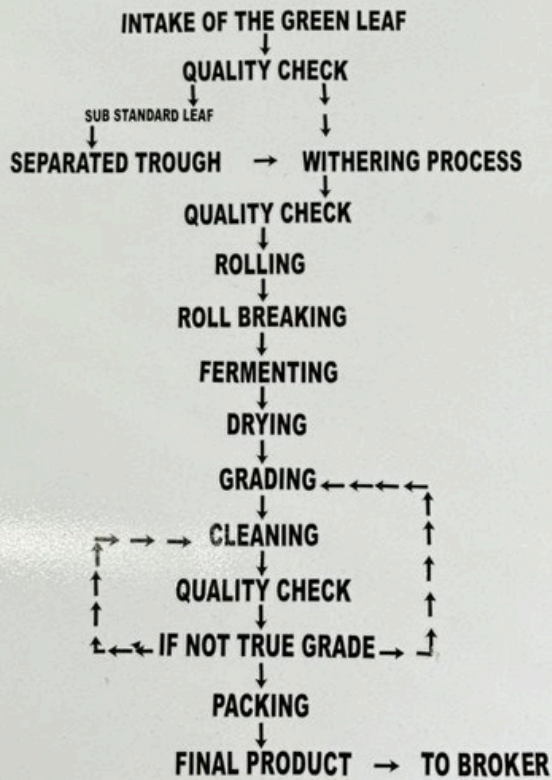 INTAKE OF THE GREEN LEAF
QUALITY CHECK
SUB STANDARD LEAF
SEPARATED TROUGH → WITHERING PROCESS
QUALITY CHECK
ROLLING
ROLL BREAKING
FERMENTING
DRYING
GRADING
CLEANING
QUALITY CHECK
IF NOT TRUE GRADE
PACKING
FINAL PRODUCT → TO BROKER